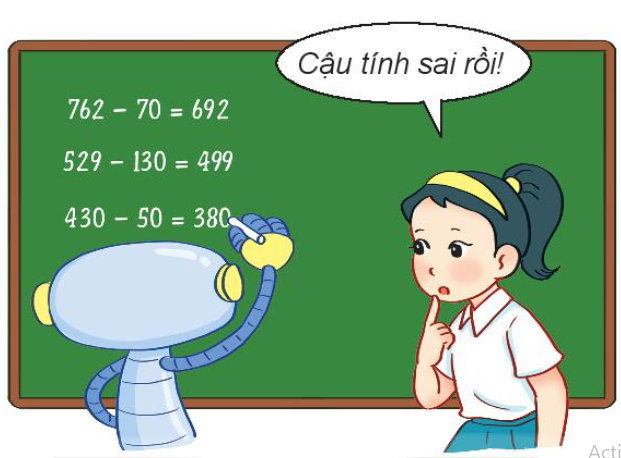 Cậu tính sai rồi!
762 – 70 = 692
529 – 130 = 499
430 – 50 = 380
Acti